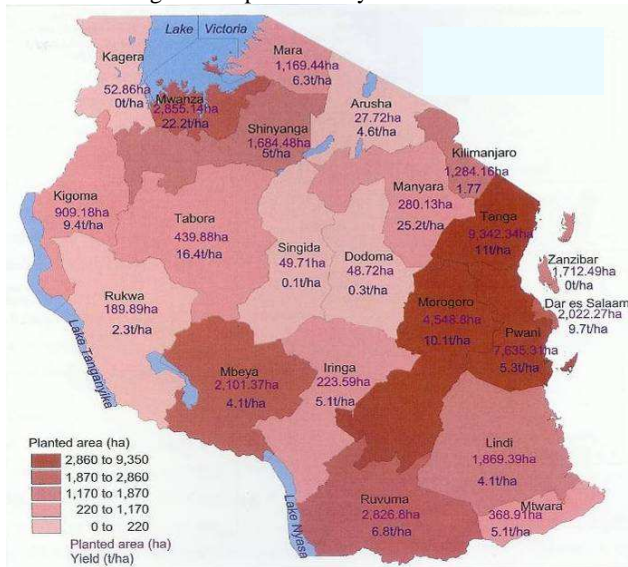 Lake Victoria
Kagera
52.86ha
0t/ha
Mara
1,169.44ha
6.3t/ha
Mwanza
2,855.14ha
22.2t/ha
Arusha
27.72ha
4.6t/ha
Shinyanga
1,684.48ha
5t/ha
Kilimanjaro
1,284.16ha
1.77
Kigoma
909.18ha
9.4t/ha
Tabora
439.88ha
16.4t/ha
Manyara
280.13ha
25.2t/ha
Tanga
9,342.34ha
11t/ha
Singida
49.71ha
0.1t/ha
Dodoma
48.72ha
0.3t/ha
Zanzibar
1,712.49ha
0t/ha
Rukwa
189.89ha
2.3t/ha
Morogoro
4,548.8ha
10.1t/ha
Dar es Salaam
2,022.27ha
9.7t/ha
Pwani
7,635.31ha
5.3t/ha
Lake Tanganyika
Mbeya
2,101.37ha
4.1t/ha
Iringa
223.59ha
5.1t/ha
Lindi
1,869.39ha
4.1t/ha
Lake Nyasa
Ruvuma
2,826.8ha
6.8t/ha
Mtwara
368.91ha
5.1t/ha
Planted area (ha)
2,860 to 9,350
1,870 to 2,860
1,170 to 1,870
220 to 1,170
0 to 220
Planted area (ha)
Yield (t/ha)